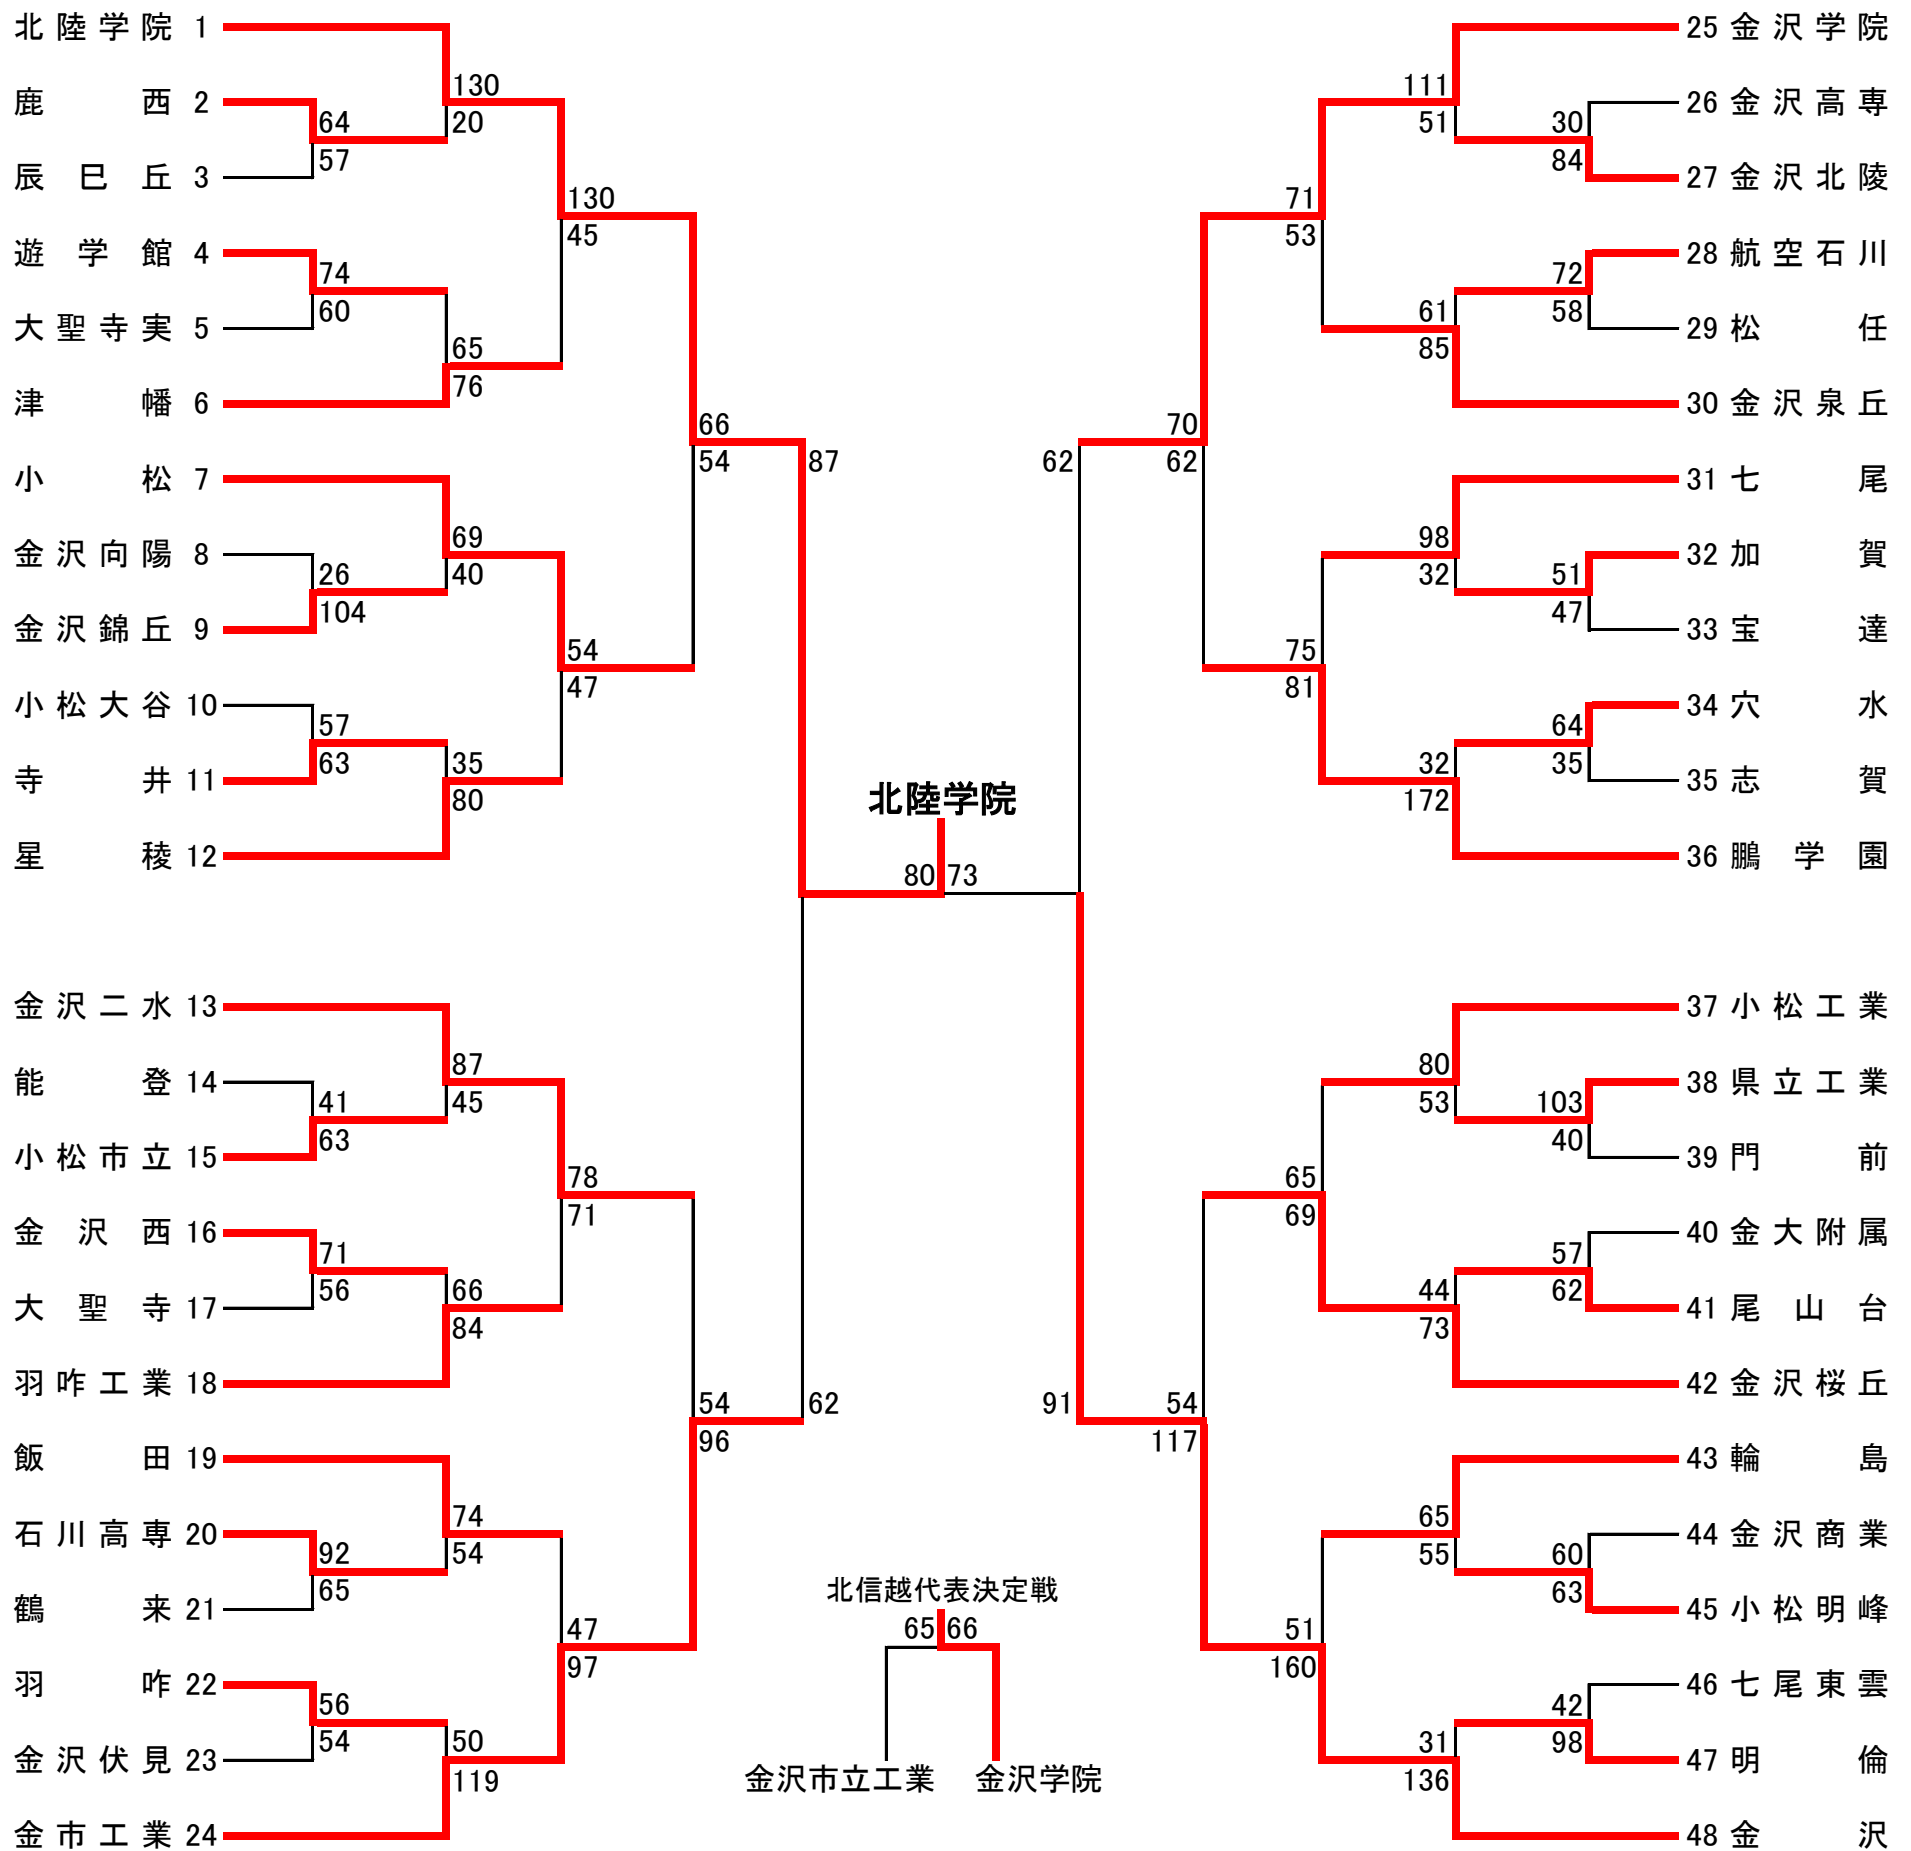 北陸学院 1
鹿西 2
辰巳丘 3
遊学館 4
大聖寺実 5
津幡 6
小松 7
金沢向陽 8
金沢錦丘 9
小松大谷 10
寺井 11
星稜 12
金沢二水 13
能登 14
小松市立 15
金沢西 16
大聖寺 17
羽咋工業 18
飯田 19
石川高専 20
鶴来 21
羽咋 22
金沢伏見 23
金市工業 24
64
57
74
60
26
104
57
63
41
63
71
56
92
65
56
54
130
20
65
76
69
40
35
80
87
45
66
84
74
54
50
119
130
45
54
47
78
71
47
97
66
54
54
96
87
62
北陸学院
80 73
北信越代表決定戦
65 66
金沢市立工業 金沢学院
62
91
70
62
54
117
71
53
75
81
65
69
51
160
111
51
61
85
98
32
32
172
80
53
44
73
65
55
31
136
30
84
72
58
51
47
64
35
103
40
57
62
60
63
42
98
25 金沢学院
26 金沢高専
27 金沢北陵
28 航空石川
29 松任
30 金沢泉丘
31 七尾
32 加賀
33 宝達
34 穴水
35 志賀
36 鵬学園
37 小松工業
38 県立工業
39 門前
40 金大附属
41 尾山台
42 金沢桜丘
43 輪島
44 金沢商業
45 小松明峰
46 七尾東雲
47 明倫
48 金沢